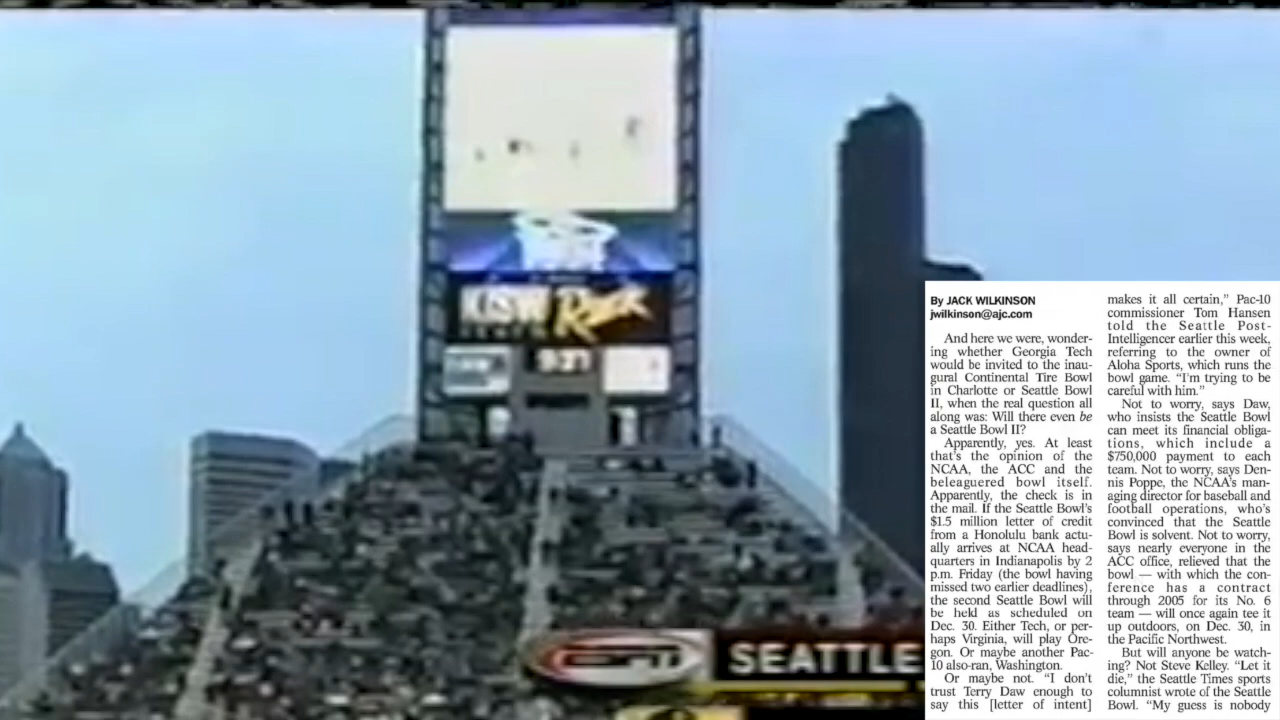 KISW Rock
9:27
ESPN SEATTLE
By JACK WILKINSON
jwilkinson@ajc.com
And here we were, wonder-
ing whether Georgia Tech
would be invited to the inau-
gural Continental Tire Bowl
in Charlotte or Seattle Bowl
II, when the real question all
along was: Will there even be
a Seattle Bowl II?
Apparently, yes. At least
that's the opinion of the
NCAA, the ACC and the
beleaguered bowl itself.
Apparently, the check is in
the mail. If the Seattle Bowl's
$1.5 million letter of credit
from a Honolulu bank actu-
ally arrives at NCAA head-
quarters in Indianapolis by 2
p.m. Friday (the bowl having
missed two earlier deadlines),
the second Seattle Bowl will
be held as scheduled on
Dec. 30. Either Tech, or per-
haps Virginia, will play Ore-
gon. Or maybe another Pac-
10 also-ran, Washington.
Or maybe not. “I don't
trust Terry Daw enough to
say this [letter of intent]
makes it all certain,” Pac-10
commissioner Tom Hansen
told the Seattle Post-
Intelligencer earlier this week,
referring to the owner of
Aloha Sports, which runs the
bowl game. “I'm trying to be
careful with him.”
Not to worry, says Daw,
who insists the Seattle Bowl
can meet its financial obliga-
tions, which include a
$750,000 payment to each
team. Not to worry, says Den-
nis Poppe, the NCAA's man-
aging director for baseball and
football operations, who's
convinced that the Seattle
Bowl is solvent. Not to worry,
says nearly everyone in the
ACC office, relieved that the
bowl — with which the con-
ference has a contract
through 2005 for its No. 6
team — will once again tee it
up outdoors, on Dec. 30, in
the Pacific Northwest.
But will anyone be watch-
ing? Not Steve Kelley. “Let it
die,” the Seattle Times sports
columnist wrote of the Seattle
Bowl. “My guess is nobody